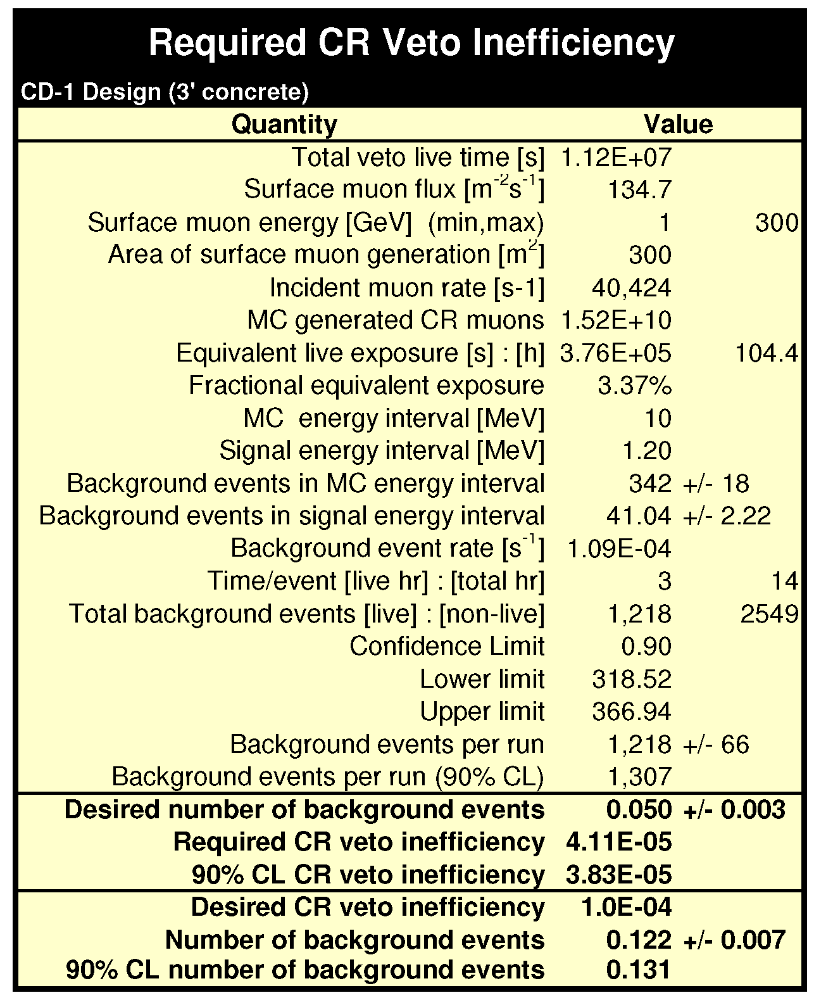 Required CR Veto Inefficiency
CD-1 Design (3' concrete)
Quantity Value
Total veto live time [s] 1.12E+07
Surface muon flux [m⁻²s⁻¹] 134.7
Surface muon energy [GeV] (min,max) 1 300
Area of surface muon generation [m²] 300
Incident muon rate [s-1] 40,424
MC generated CR muons 1.52E+10
Equivalent live exposure [s] : [h] 3.76E+05 104.4
Fractional equivalent exposure 3.37%
MC energy interval [MeV] 10
Signal energy interval [MeV] 1.20
Background events in MC energy interval 342 +/- 18
Background events in signal energy interval 41.04 +/- 2.22
Background event rate [s⁻¹] 1.09E-04
Time/event [live hr] : [total hr] 3 14
Total background events [live] : [non-live] 1,218 2549
Confidence Limit 0.90
Lower limit 318.52
Upper limit 366.94
Background events per run 1,218 +/- 66
Background events per run (90% CL) 1,307
Desired number of background events 0.050 +/- 0.003
Required CR veto inefficiency 4.11E-05
90% CL CR veto inefficiency 3.83E-05
Desired CR veto inefficiency 1.0E-04
Number of background events 0.122 +/- 0.007
90% CL number of background events 0.131